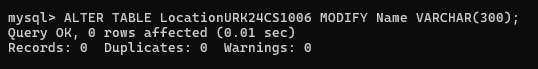 mysql> ALTER TABLE LocationURK24CS1006 MODIFY Name VARCHAR(300);
Query OK, 0 rows affected (0.01 sec)
Records: 0  Duplicates: 0  Warnings: 0